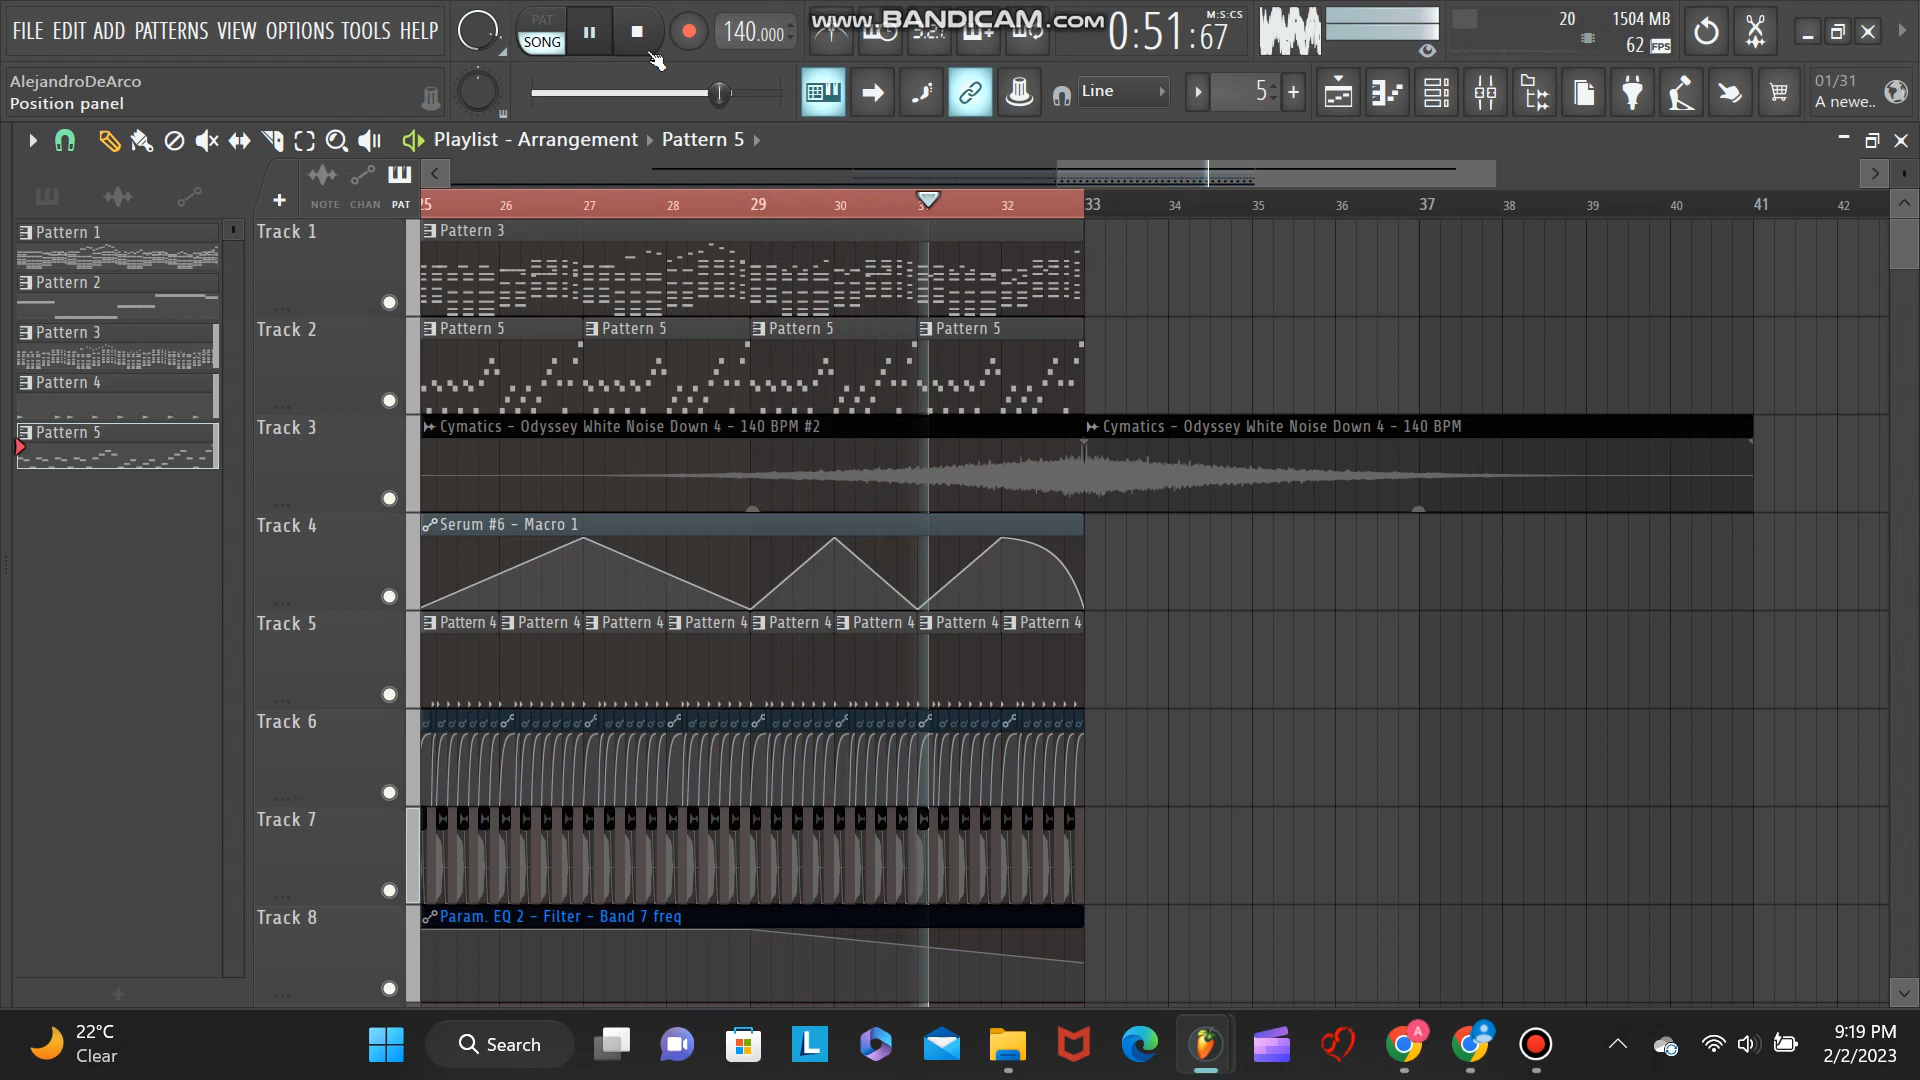 FILE EDIT ADD PATTERNS VIEW OPTIONS TOOLS HELP
PAT
SONG
140.000
www.BANDICAM.com
0:51:67
M:S:CS
20
1504 MB
62 FPS
AlejandroDeArco
Position panel
Line
5
01/31
A newe..
Playlist - Arrangement
Pattern 5
NOTE CHAN PAT
25 26 27 28 29 30 32 33 34 35 36 37 38 39 40 41 42
Pattern 1
Pattern 2
Pattern 3
Pattern 4
Pattern 5
Track 1
Pattern 3
Track 2
Pattern 5 Pattern 5 Pattern 5 Pattern 5
Track 3
Cymatics - Odyssey White Noise Down 4 - 140 BPM #2
Cymatics - Odyssey White Noise Down 4 - 140 BPM
Track 4
Serum #6 - Macro 1
Track 5
Pattern 4 Pattern 4 Pattern 4 Pattern 4 Pattern 4 Pattern 4 Pattern 4 Pattern 4
Track 6
Track 7
Track 8
Param. EQ 2 - Filter - Band 7 freq
22°C
Clear
Search
9:19 PM
2/2/2023